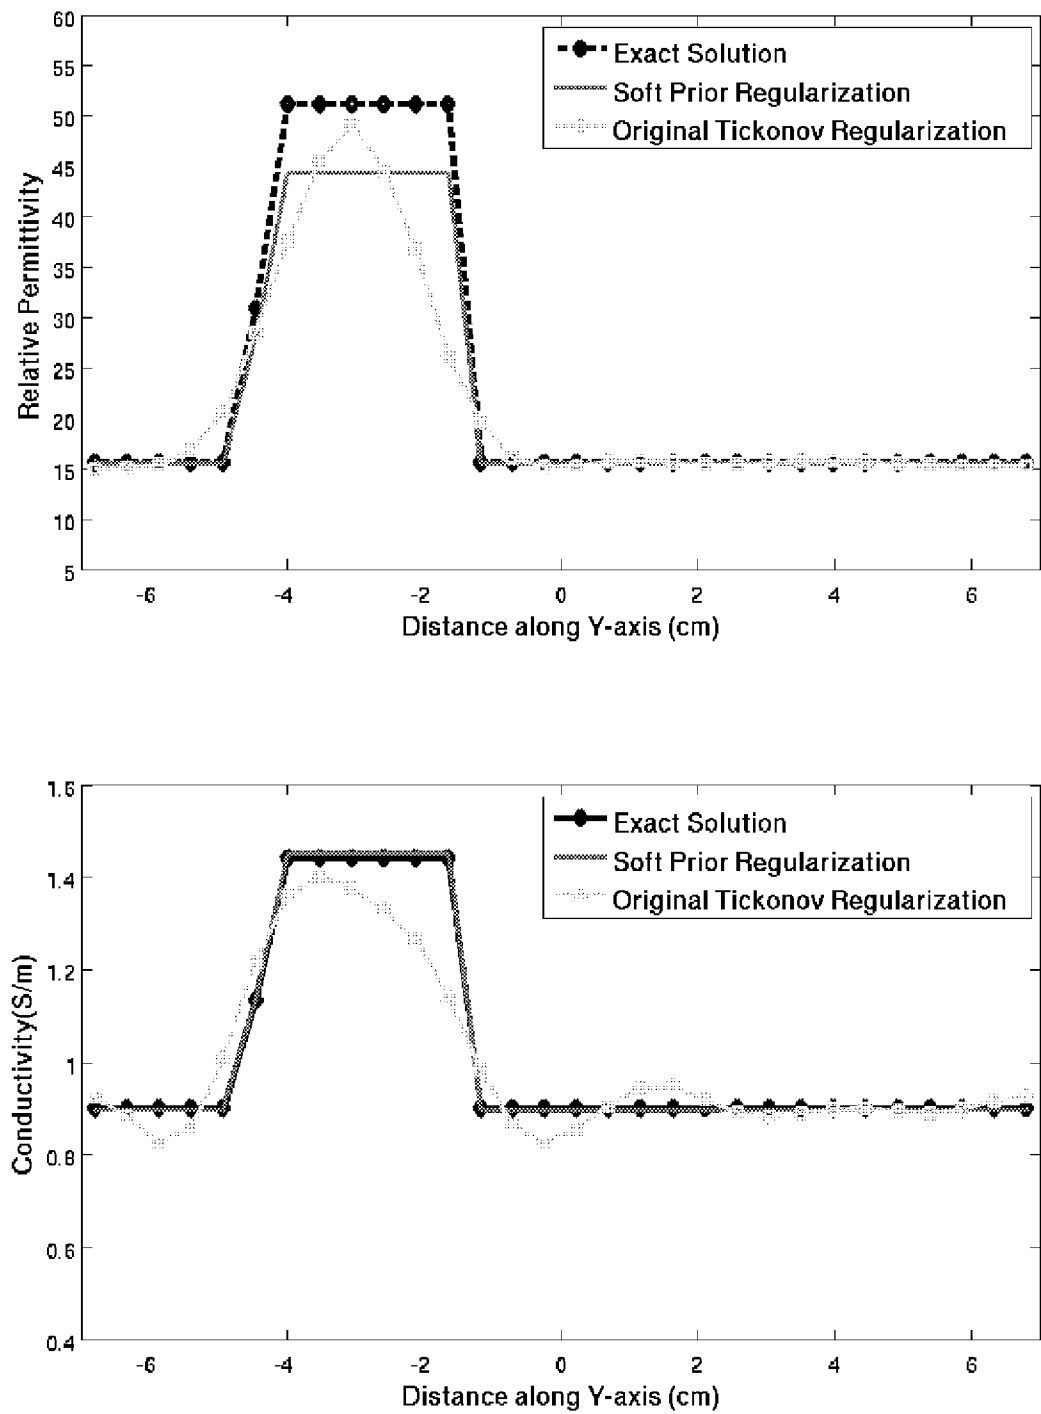 60
55
50
45
40
35
30
25
20
15
10
5
Relative Permittivity
Exact Solution
Soft Prior Regularization
Original Tickonov Regularization
-6 -4 -2 0 2 4 6
Distance along Y-axis (cm)
1.6
1.4
1.2
1
0.8
0.6
0.4
Conductivity(S/m)
Exact Solution
Soft Prior Regularization
Original Tickonov Regularization
-6 -4 -2 0 2 4 6
Distance along Y-axis (cm)